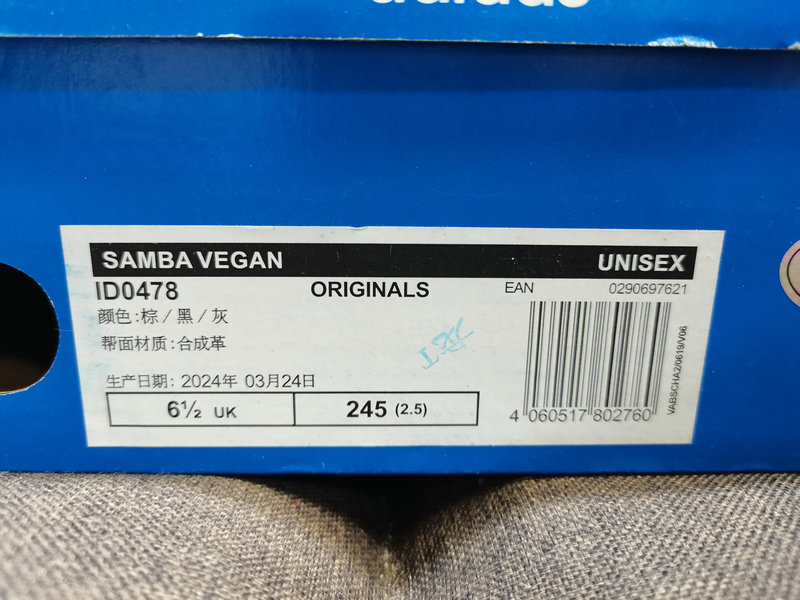 adidas
SAMBA VEGAN UNISEX
ID0478 ORIGINALS EAN 0290697621
颜色:棕/黑/灰
帮面材质:合成革
生产日期: 2024年 03月24日
6½ UK 245 (2.5)
4 060517 802760
VABSCHA2/0619/V06